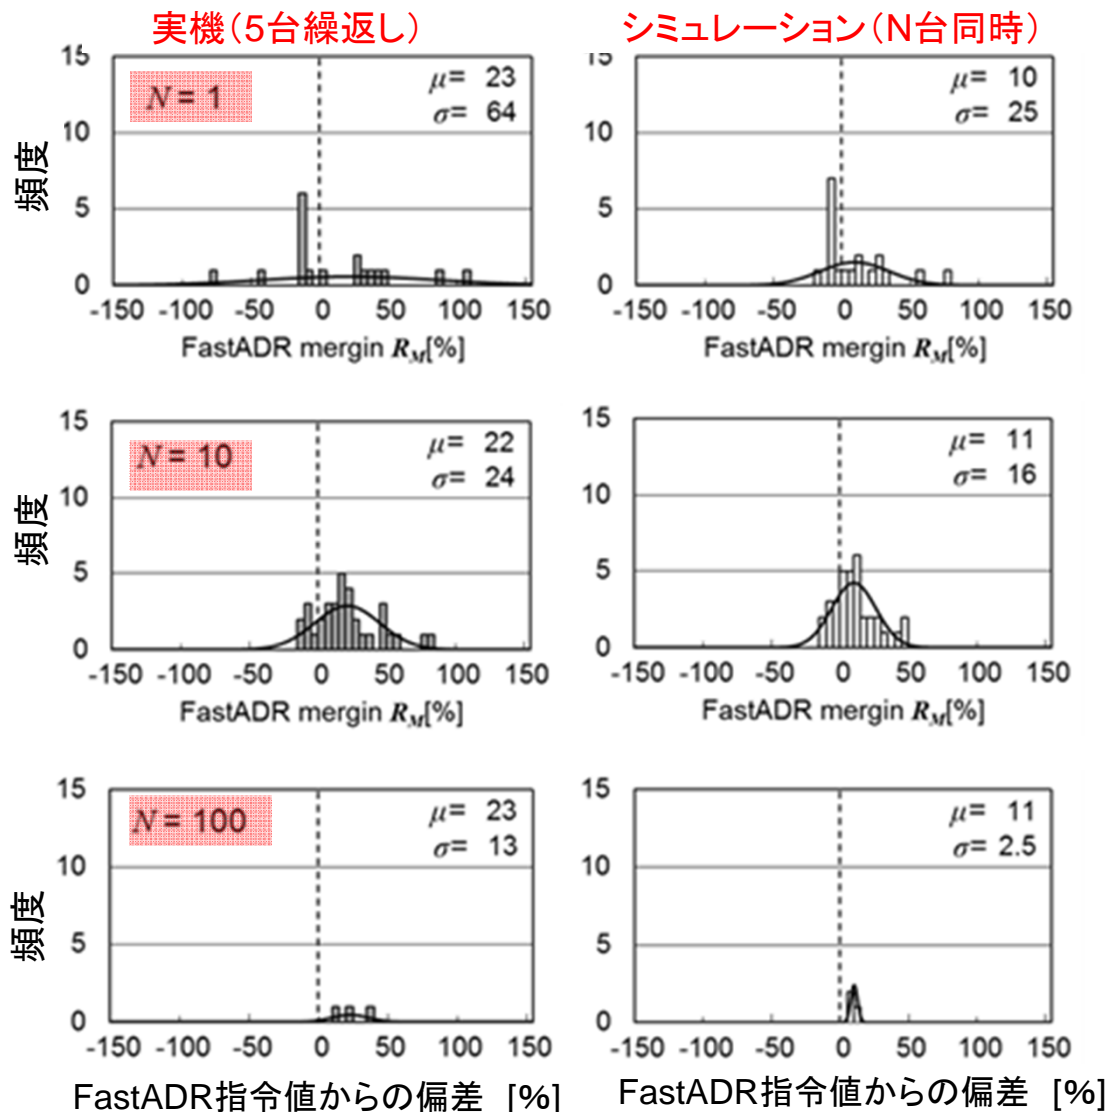 実機（5台繰返し）
シミュレーション（N台同時）
15
10
5
0
頻度
N = 1
μ= 23
σ= 64
-150 -100 -50 0 50 100 150
FastADR mergin RM[%]
15
10
5
0
μ= 10
σ= 25
-150 -100 -50 0 50 100 150
FastADR mergin RM[%]
15
10
5
0
頻度
N = 10
μ= 22
σ= 24
-150 -100 -50 0 50 100 150
FastADR mergin RM[%]
15
10
5
0
μ= 11
σ= 16
-150 -100 -50 0 50 100 150
FastADR mergin RM[%]
15
10
5
0
頻度
N = 100
μ= 23
σ= 13
-150 -100 -50 0 50 100 150
FastADR指令値からの偏差 [%]
15
10
5
0
μ= 11
σ= 2.5
-150 -100 -50 0 50 100 150
FastADR指令値からの偏差 [%]